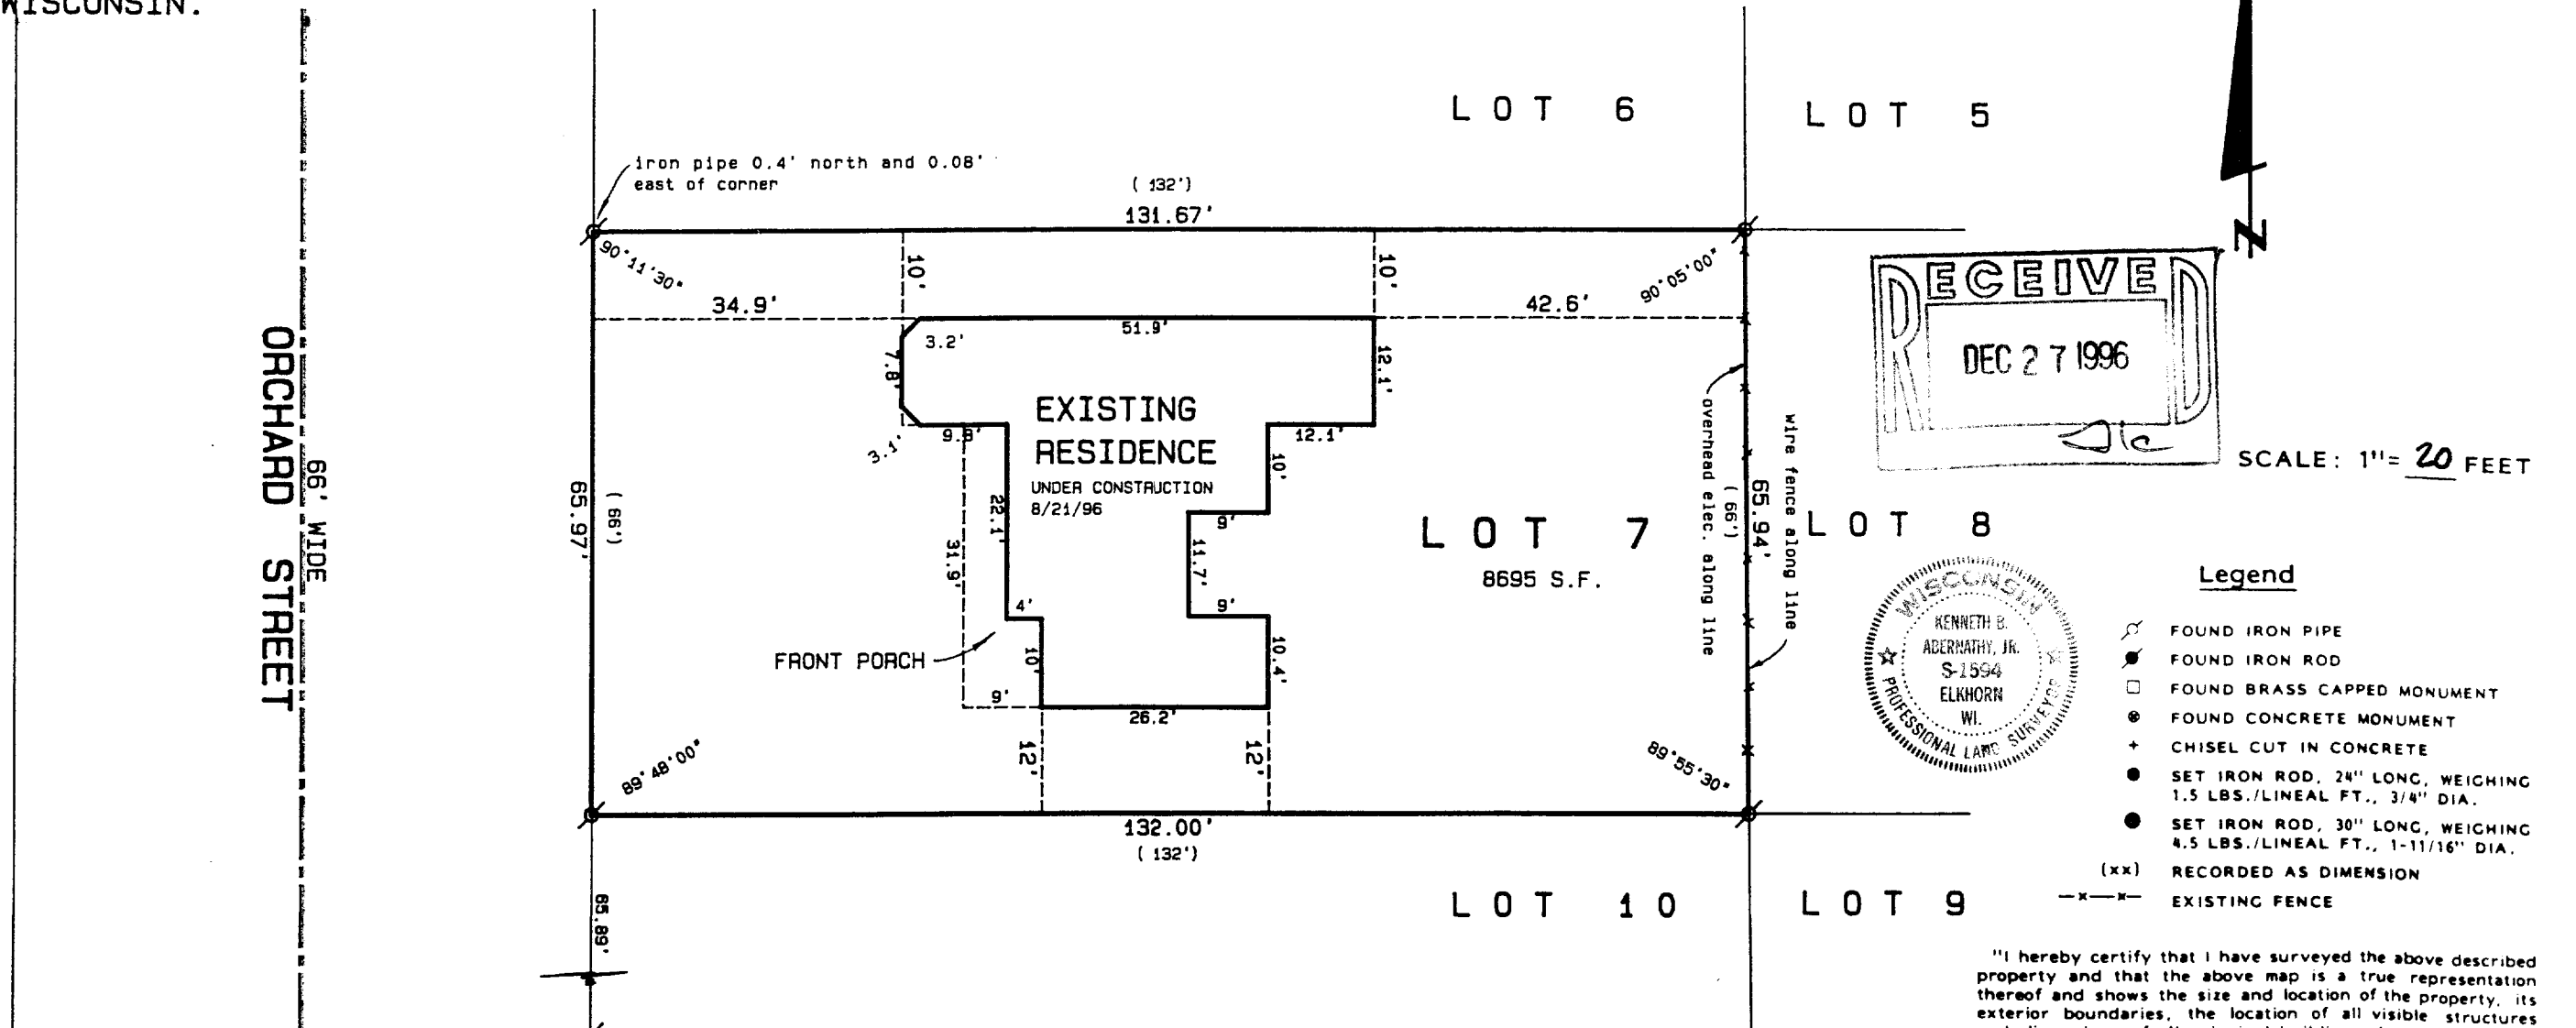 WISCONSIN.
LOT 6
LOT 5
iron pipe 0.4' north and 0.08'
east of corner
( 132')
131.67'
90°11'30"
90°05'00"
10'
10'
34.9'
42.6'
51.9'
3.2'
7.8'
12.1'
3.1'
9.8'
12.1'
EXISTING
RESIDENCE
UNDER CONSTRUCTION
8/21/96
22.1'
31.9'
10'
9'
11.7'
9'
4'
10'
10.4'
FRONT PORCH
9'
26.2'
12'
12'
ORCHARD STREET
66' WIDE
65.97'
( 66')
LOT 7
8695 S.F.
overhead elec. along line
( 66')
65.94'
wire fence along line
LOT 8
89°48'00"
89°55'30"
132.00'
( 132')
65.89'
LOT 10
LOT 9
N
RECEIVED
DEC 27 1996
SCALE: 1"= 20 FEET
WISCONSIN
KENNETH B.
ABERNATHY, JR.
S-1594
ELKHORN
WI.
PROFESSIONAL LAND SURVEYOR
Legend
FOUND IRON PIPE
FOUND IRON ROD
FOUND BRASS CAPPED MONUMENT
FOUND CONCRETE MONUMENT
CHISEL CUT IN CONCRETE
SET IRON ROD, 24" LONG, WEIGHING
1.5 LBS./LINEAL FT., 3/4" DIA.
SET IRON ROD, 30" LONG, WEIGHING
4.5 LBS./LINEAL FT., 1-11/16" DIA.
(xx) RECORDED AS DIMENSION
—x—x— EXISTING FENCE
"I hereby certify that I have surveyed the above described
property and that the above map is a true representation
thereof and shows the size and location of the property, its
exterior boundaries, the location of all visible structures